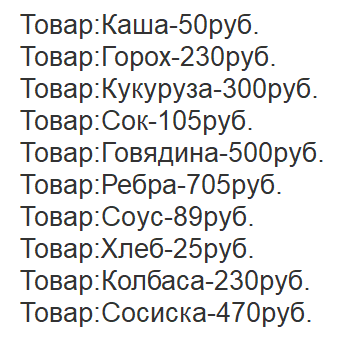 Товар:Каша-50руб.
Товар:Горох-230руб.
Товар:Кукуруза-300руб.
Товар:Сок-105руб.
Товар:Говядина-500руб.
Товар:Ребра-705руб.
Товар:Соус-89руб.
Товар:Хлеб-25руб.
Товар:Колбаса-230руб.
Товар:Сосиска-470руб.